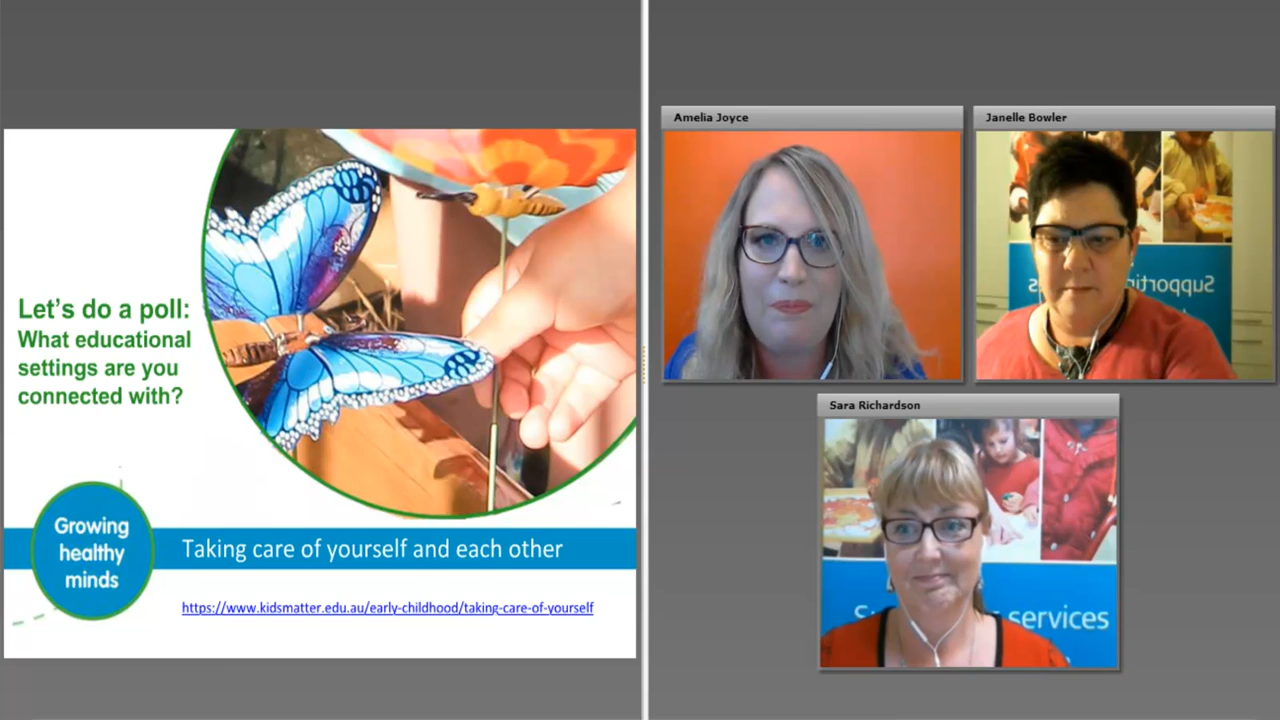 Let's do a poll:
What educational
settings are you
connected with?
Growing
healthy
minds
Taking care of yourself and each other
https://www.kidsmatter.edu.au/early-childhood/taking-care-of-yourself
Amelia Joyce
Janelle Bowler
Sara Richardson
services